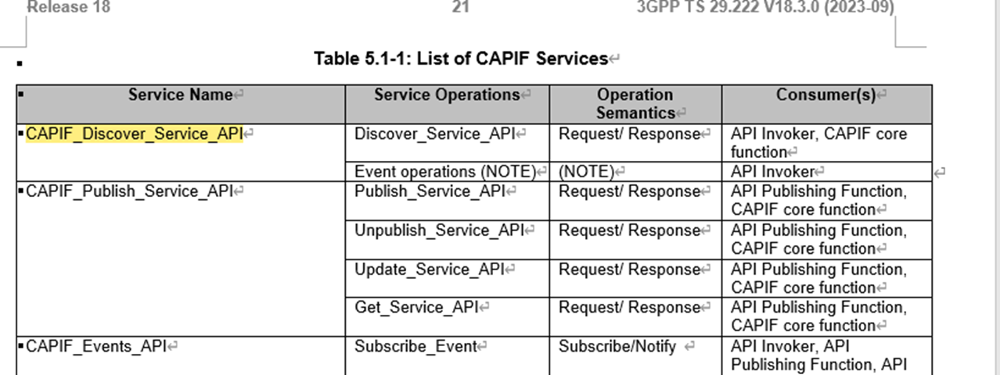 Release 18 21 3GPP TS 29.222 V18.3.0 (2023-09)
Table 5.1-1: List of CAPIF Services
Service Name Service Operations Operation Semantics Consumer(s)
CAPIF_Discover_Service_API Discover_Service_API Request/ Response API Invoker, CAPIF core
function
Event operations (NOTE) (NOTE) API Invoker
CAPIF_Publish_Service_API Publish_Service_API Request/ Response API Publishing Function,
CAPIF core function
Unpublish_Service_API Request/ Response API Publishing Function,
CAPIF core function
Update_Service_API Request/ Response API Publishing Function,
CAPIF core function
Get_Service_API Request/ Response API Publishing Function,
CAPIF core function
CAPIF_Events_API Subscribe_Event Subscribe/Notify API Invoker, API
Publishing Function, API